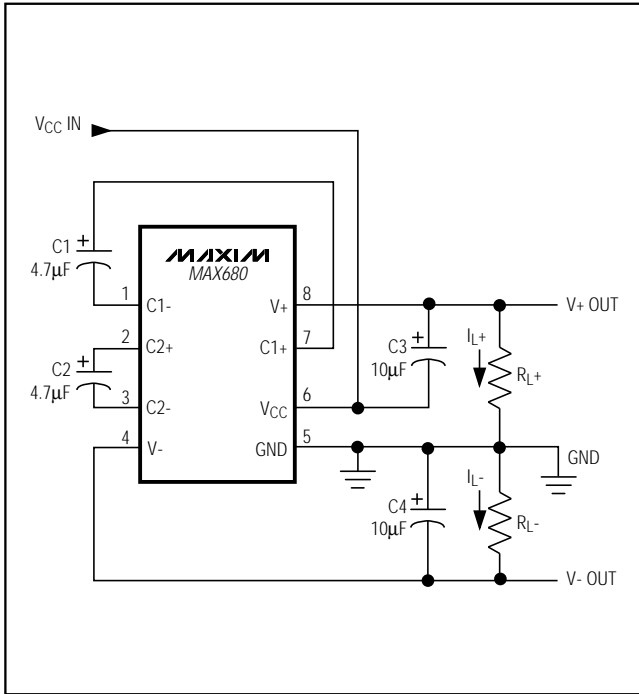 VCC IN
C1
+
4.7µF
C2
+
4.7µF
MAXIM
MAX680
1 C1-
2 C2+
3 C2-
4 V-
V+ 8
C1+ 7
VCC 6
GND 5
C3
+
10µF
C4
+
10µF
IL+
RL+
IL-
RL-
V+ OUT
GND
V- OUT